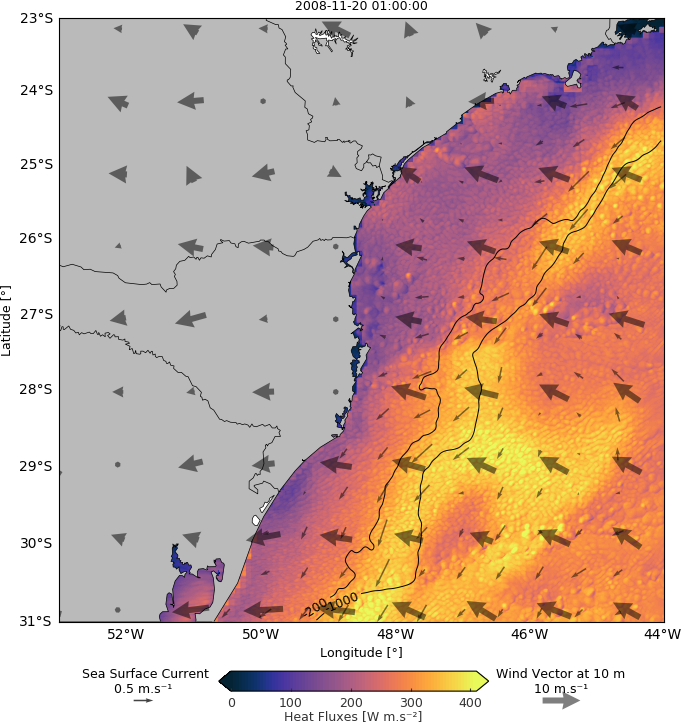 2008-11-20 01:00:00
23°S
24°S
25°S
26°S
27°S
28°S
29°S
30°S
31°S
Latitude [°]
-200
-1000
52°W
50°W
48°W
46°W
44°W
Longitude [°]
Sea Surface Current
0.5 m.s⁻¹
Wind Vector at 10 m
10 m.s⁻¹
0
100
200
300
400
Heat Fluxes [W m.s⁻²]